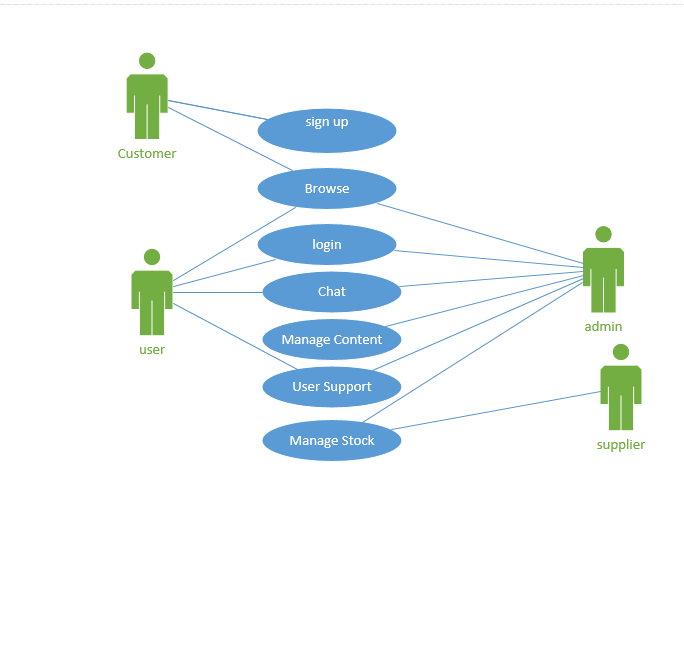 sign up
Customer
Browse
login
admin
Chat
user
Manage Content
User Support
Manage Stock
supplier